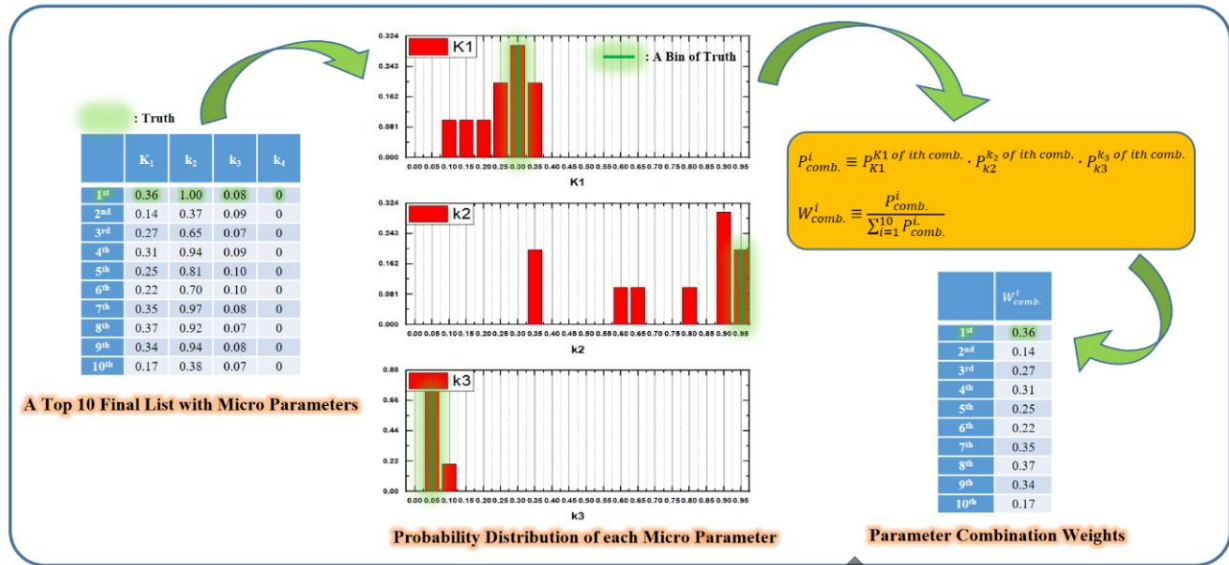 : Truth
K1 k2 k3 k4
1st 0.36 1.00 0.08 0
2nd 0.14 0.37 0.09 0
3rd 0.27 0.65 0.07 0
4th 0.31 0.94 0.09 0
5th 0.25 0.81 0.10 0
6th 0.22 0.70 0.10 0
7th 0.35 0.97 0.08 0
8th 0.37 0.92 0.07 0
9th 0.34 0.94 0.08 0
10th 0.17 0.38 0.07 0
A Top 10 Final List with Micro Parameters
K1
: A Bin of Truth
0.324
0.243
0.162
0.081
0.000
0.00 0.05 0.10 0.15 0.20 0.25 0.30 0.35 0.40 0.45 0.50 0.55 0.60 0.65 0.70 0.75 0.80 0.85 0.90 0.95
K1
k2
0.324
0.243
0.162
0.081
0.000
0.00 0.05 0.10 0.15 0.20 0.25 0.30 0.35 0.40 0.45 0.50 0.55 0.60 0.65 0.70 0.75 0.80 0.85 0.90 0.95
k2
k3
0.88
0.66
0.44
0.22
0.00
0.00 0.05 0.10 0.15 0.20 0.25 0.30 0.35 0.40 0.45 0.50 0.55 0.60 0.65 0.70 0.75 0.80 0.85 0.90 0.95
k3
Probability Distribution of each Micro Parameter
P^i_comb. ≡ P^{K1 of ith comb.}_K1 · P^{k2 of ith comb.}_k2 · P^{k3 of ith comb.}_k3
W^i_comb. ≡ P^i_comb. / ∑^{10}_{i=1} P^i_comb.
W^i_comb.
1st 0.36
2nd 0.14
3rd 0.27
4th 0.31
5th 0.25
6th 0.22
7th 0.35
8th 0.37
9th 0.34
10th 0.17
Parameter Combination Weights